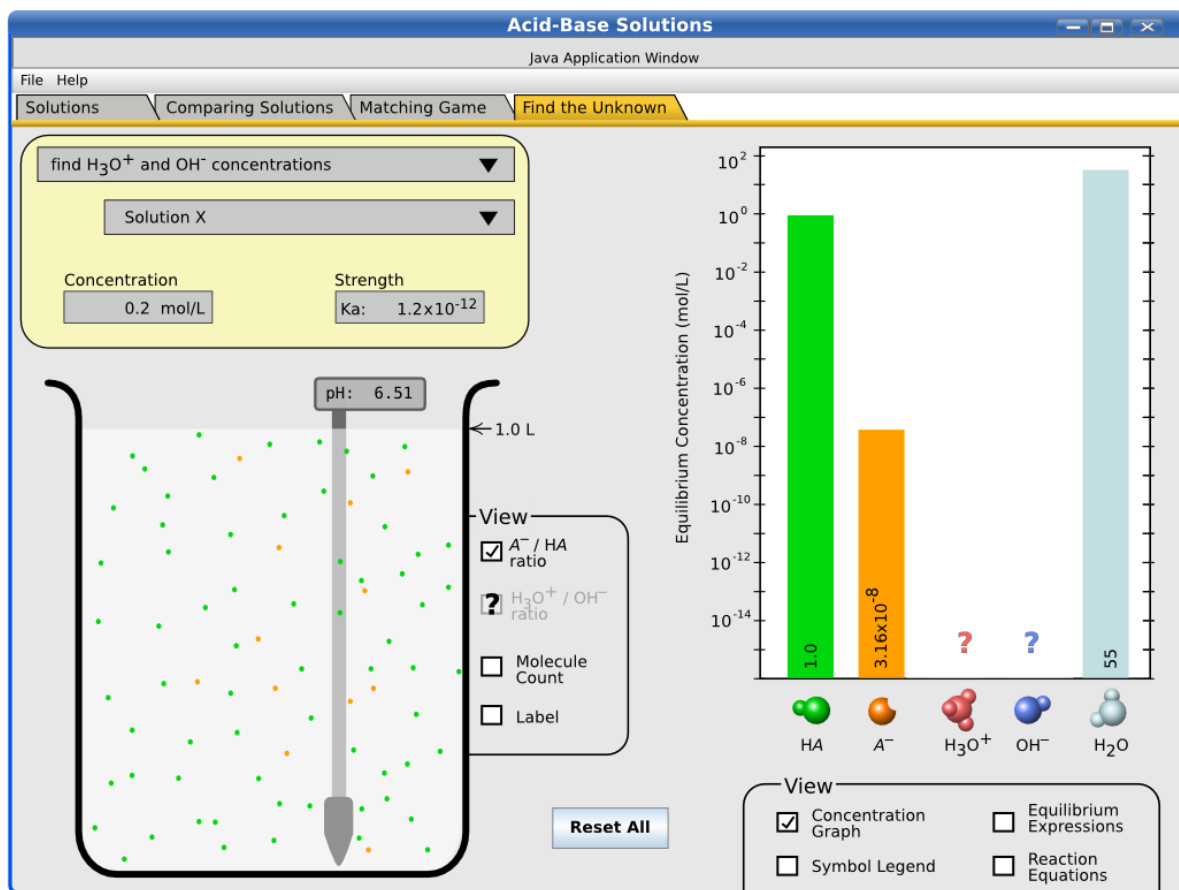 Acid-Base Solutions
Java Application Window
File Help
Solutions Comparing Solutions Matching Game Find the Unknown
find H₃O⁺ and OH⁻ concentrations
Solution X
Concentration Strength
0.2 mol/L Ka: 1.2x10⁻¹²
pH: 6.51
1.0 L
View
A⁻ / HA
ratio
?
H₃O⁺ / OH⁻
ratio
Molecule
Count
Label
Reset All
Equilibrium Concentration (mol/L)
10²
10⁰
10⁻²
10⁻⁴
10⁻⁶
10⁻⁸
10⁻¹⁰
10⁻¹²
10⁻¹⁴
1.0 3.16x10⁻⁸ ? ? 55
HA A⁻ H₃O⁺ OH⁻ H₂O
View
Concentration
Graph
Equilibrium
Expressions
Symbol Legend
Reaction
Equations